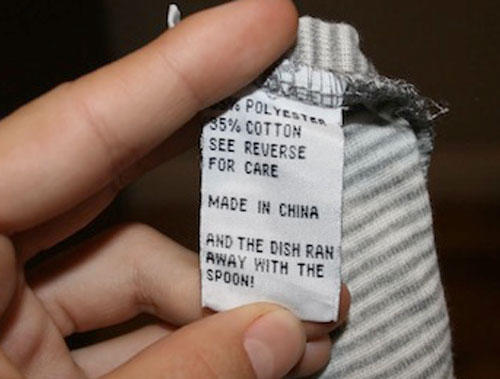 % POLYESTER
35% COTTON
SEE REVERSE
FOR CARE
MADE IN CHINA
AND THE DISH RAN
AWAY WITH THE
SPOON!